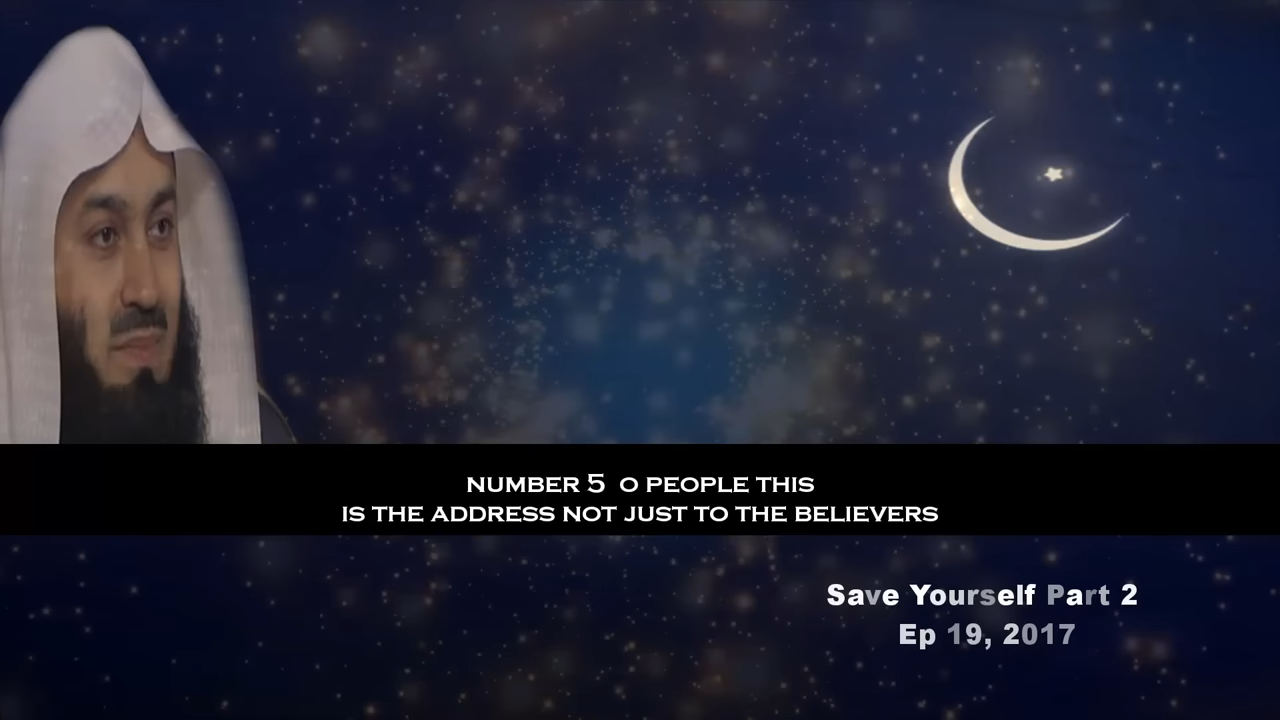 NUMBER 5 O PEOPLE THIS
IS THE ADDRESS NOT JUST TO THE BELIEVERS
Save Yourself Part 2
Ep 19, 2017